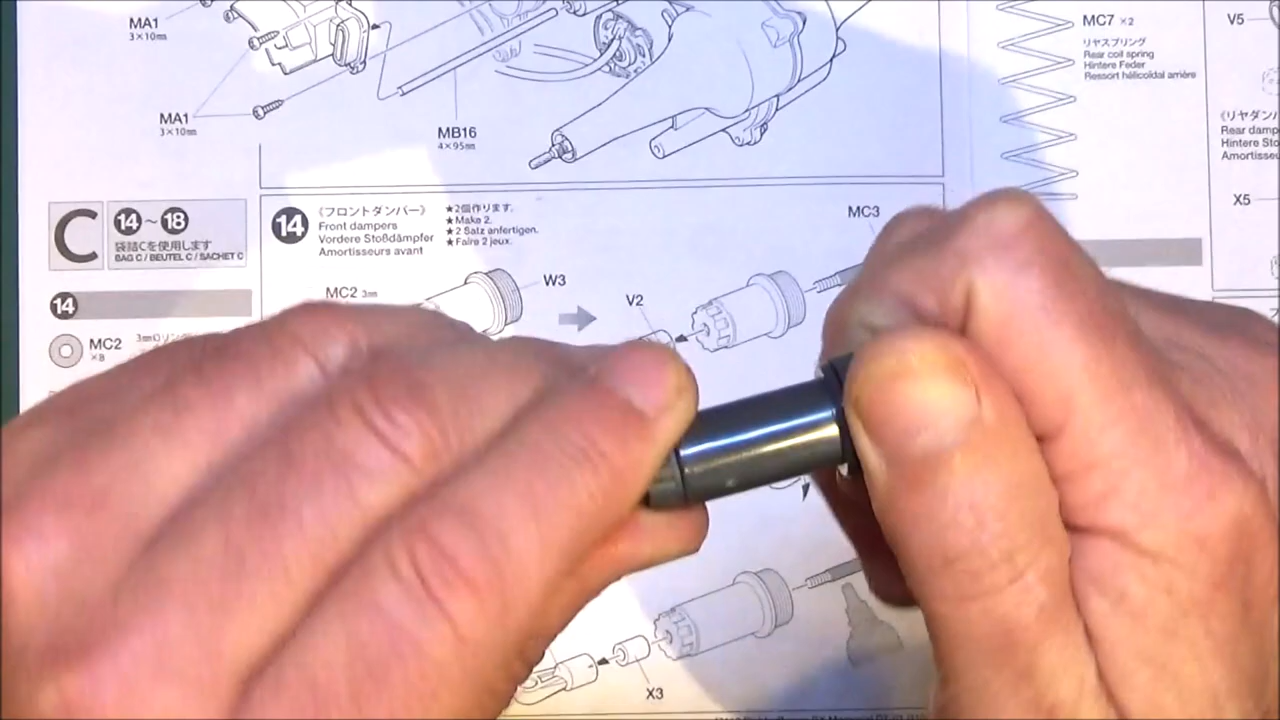 MA1
3×10mm
MA1
3×10mm
MB16
4×95mm
MC7 ×2
リヤスプリング
Rear coil spring
Hintere Feder
Ressort hélicoïdal arrière
V5
《リヤダンパ
Rear damp
Hintere Sto
Amortisseu
X5
C
14～18
袋詰Cを使用します
BAG C / BEUTEL C / SACHET C
14
MC2
×8
14
《フロントダンパー》
Front dampers
Vordere Stoßdämpfer
Amortisseurs avant
★2個作ります。
★Make 2.
★2 Satz anfertigen.
★Faire 2 jeux.
MC2 3mm
W3
V2
MC3
X3